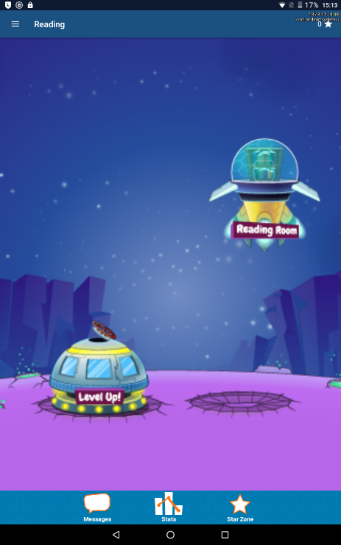 17% 15:13
Reading
0
Reading Room
Level Up!
Messages
Stats
Star Zone